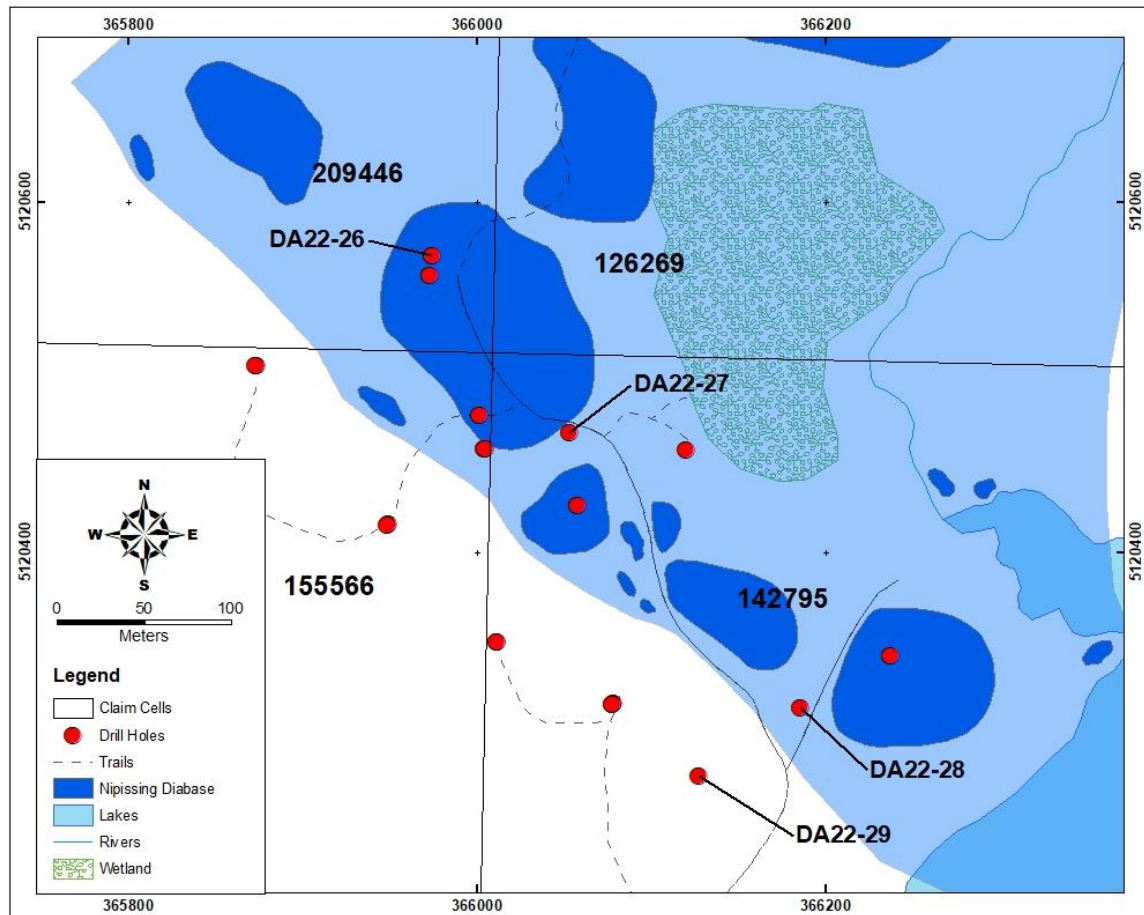 365800 366000 366200
209446
5120600 5120600
DA22-26
126269
DA22-27
N
W E
S
5120400 5120400
155566
142795
0 50 100
Meters
Legend
Claim Cells
Drill Holes
Trails
Nipissing Diabase
Lakes
Rivers
Wetland
DA22-28
DA22-29
365800 366000 366200